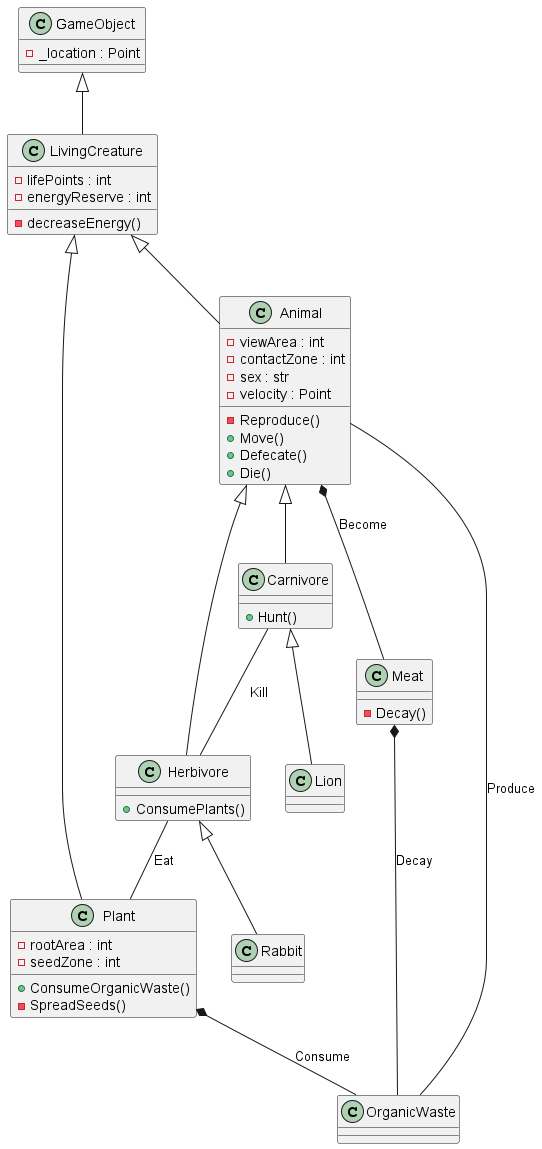 C GameObject
_location : Point
C LivingCreature
lifePoints : int
energyReserve : int
decreaseEnergy()
C Animal
viewArea : int
contactZone : int
sex : str
velocity : Point
Reproduce()
Move()
Defecate()
Die()
Become
C Carnivore
Hunt()
C Meat
Decay()
Kill
C Herbivore
ConsumePlants()
C Lion
Produce
Eat
Decay
C Plant
rootArea : int
seedZone : int
ConsumeOrganicWaste()
SpreadSeeds()
C Rabbit
Consume
C OrganicWaste